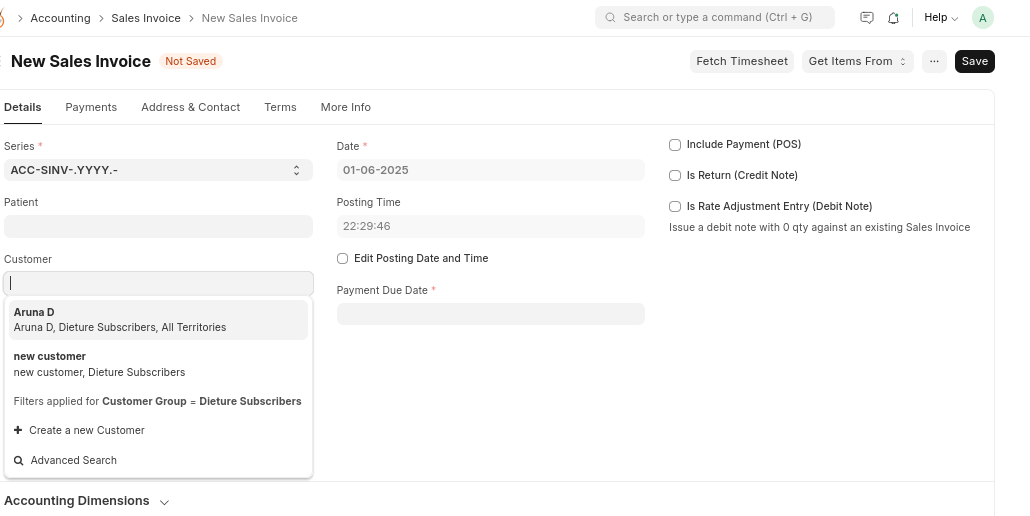 Accounting > Sales Invoice > New Sales Invoice
Search or type a command (Ctrl + G)
Help
A
New Sales Invoice
Not Saved
Fetch Timesheet
Get Items From
...
Save
Details
Payments
Address & Contact
Terms
More Info
Series *
ACC-SINV-.YYYY.-
Patient
Customer
Aruna D
Aruna D, Dieture Subscribers, All Territories
new customer
new customer, Dieture Subscribers
Filters applied for Customer Group = Dieture Subscribers
+ Create a new Customer
Advanced Search
Date *
01-06-2025
Posting Time
22:29:46
Edit Posting Date and Time
Payment Due Date *
Include Payment (POS)
Is Return (Credit Note)
Is Rate Adjustment Entry (Debit Note)
Issue a debit note with 0 qty against an existing Sales Invoice
Accounting Dimensions